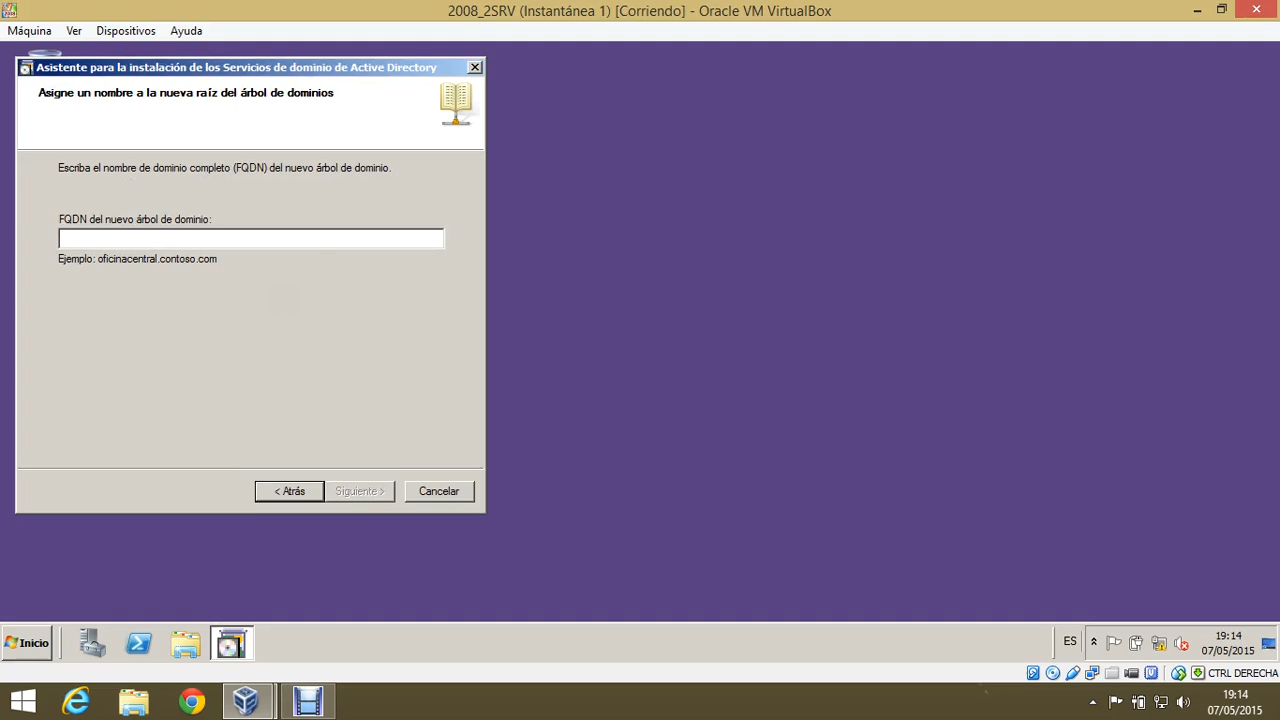 2008_2SRV (Instantánea 1) [Corriendo] - Oracle VM VirtualBox
Máquina Ver Dispositivos Ayuda
Asistente para la instalación de los Servicios de dominio de Active Directory
Asigne un nombre a la nueva raíz del árbol de dominios
Escriba el nombre de dominio completo (FQDN) del nuevo árbol de dominio.
FQDN del nuevo árbol de dominio:
Ejemplo: oficinacentral.contoso.com
< Atrás Siguiente > Cancelar
Inicio ES 19:14
07/05/2015
CTRL DERECHA
19:14
07/05/2015